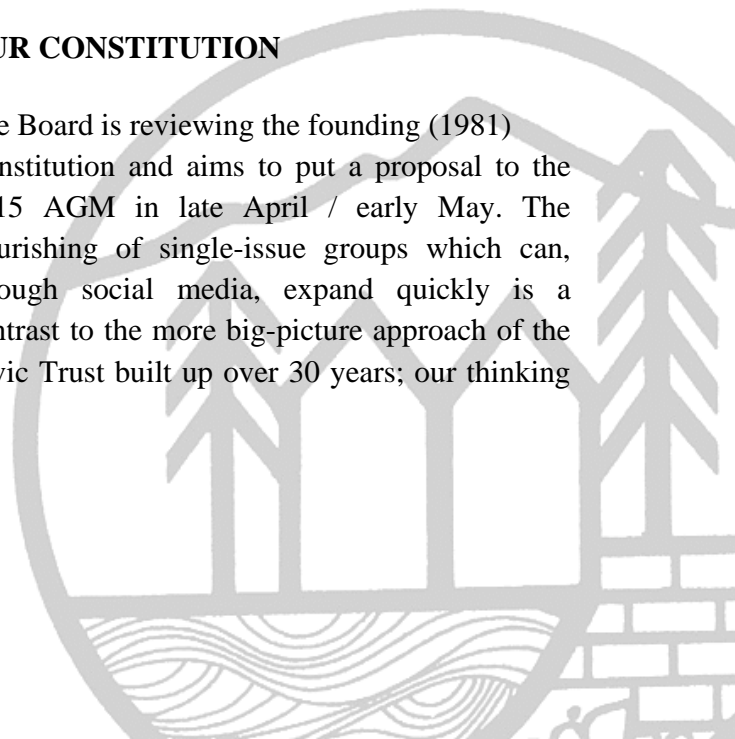 UR CONSTITUTION
e Board is reviewing the founding (1981)
nstitution and aims to put a proposal to the
15 AGM in late April / early May. The
urishing of single-issue groups which can,
ough social media, expand quickly is a
ntrast to the more big-picture approach of the
vic Trust built up over 30 years; our thinking